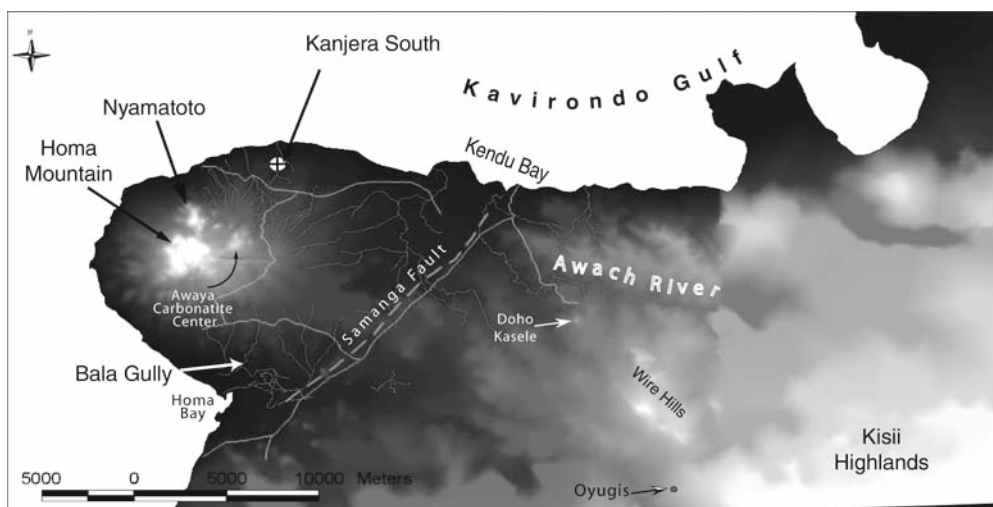 N
Kanjera South
Kavirondo Gulf
Nyamatoto
Homa
Mountain
Kendu Bay
Awaya
Carbonatite
Center
Samanga Fault
Awach River
Doho
Kasele
Bala Gully
Homa
Bay
Wire Hills
Kisii
Highlands
5000 0 5000 10000 Meters
Oyugis